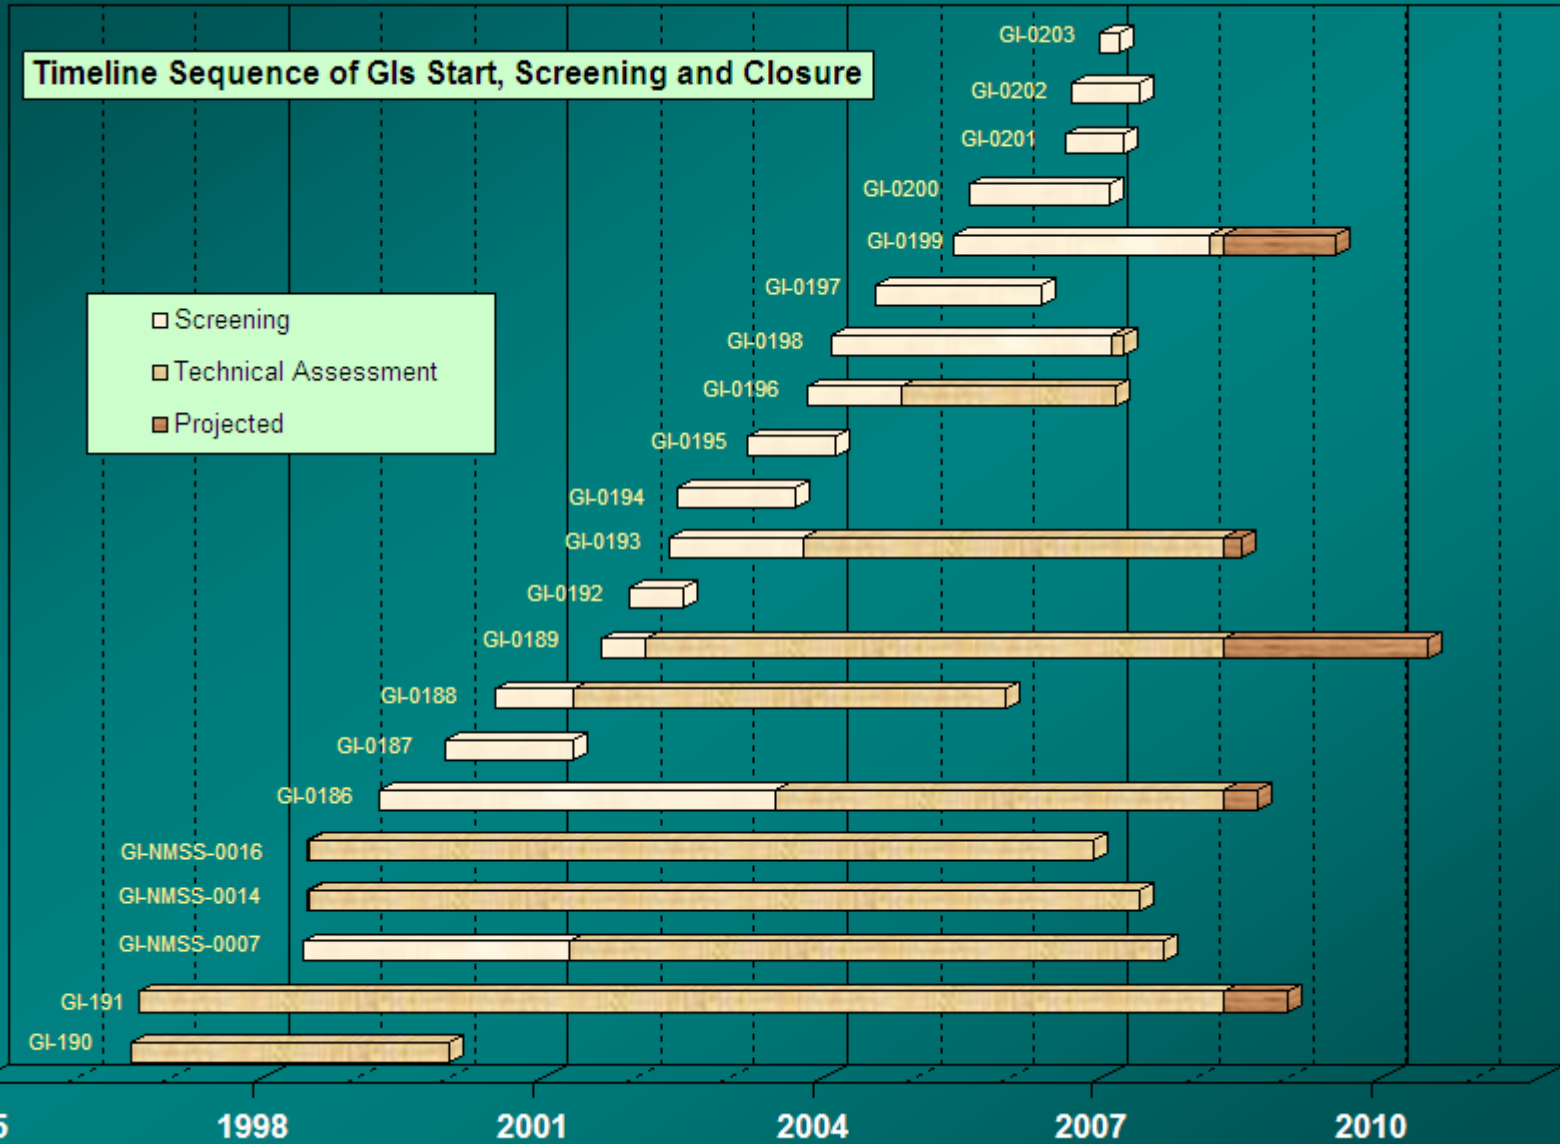 Timeline Sequence of GIs Start, Screening and Closure
GI-0203
GI-0202
GI-0201
GI-0200
GI-0199
GI-0197
GI-0198
GI-0196
GI-0195
GI-0194
GI-0193
GI-0192
GI-0189
GI-0188
GI-0187
GI-0186
GI-NMSS-0016
GI-NMSS-0014
GI-NMSS-0007
GI-191
GI-190
Screening
Technical Assessment
Projected
5 1998 2001 2004 2007 2010